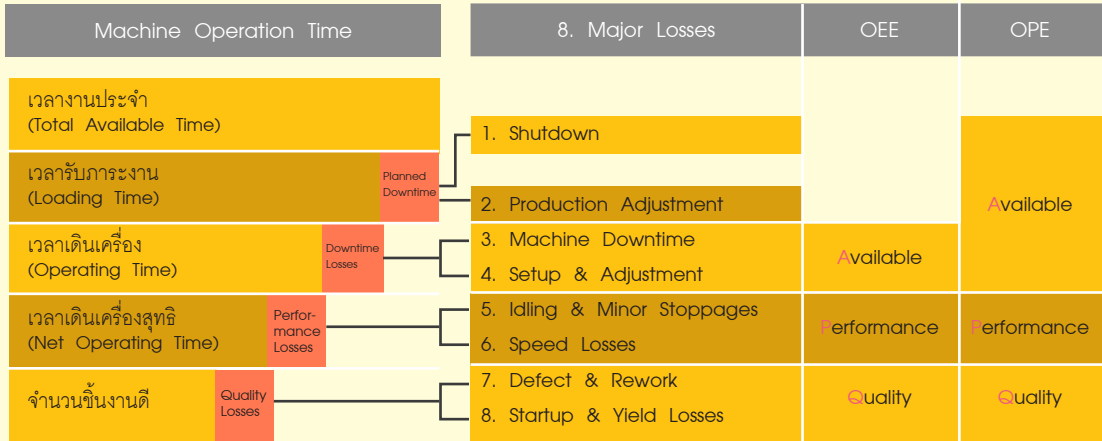 Machine Operation Time
8. Major Losses
OEE
OPE
เวลางานประจำ
(Total Available Time)
1. Shutdown
เวลารับภาระงาน
(Loading Time)
Planned
Downtime
2. Production Adjustment
Available
เวลาเดินเครื่อง
(Operating Time)
Downtime
Losses
3. Machine Downtime
4. Setup & Adjustment
Available
เวลาเดินเครื่องสุทธิ
(Net Operating Time)
Perfor-
mance
Losses
5. Idling & Minor Stoppages
6. Speed Losses
Performance
Performance
จำนวนชิ้นงานดี
Quality
Losses
7. Defect & Rework
8. Startup & Yield Losses
Quality
Quality